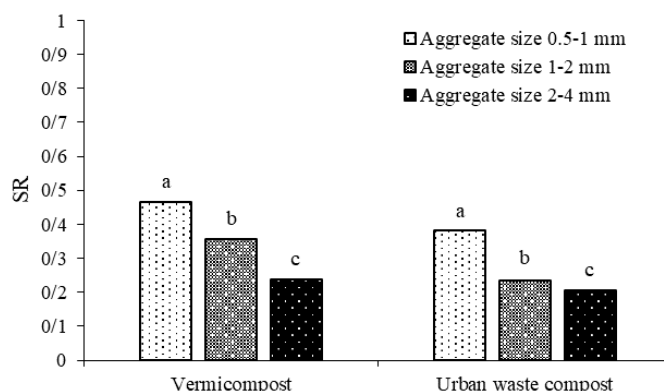 1
0/9
0/8
0/7
0/6
0/5
0/4
0/3
0/2
0/1
0
SR
Aggregate size 0.5-1 mm
Aggregate size 1-2 mm
Aggregate size 2-4 mm
a
b
c
a
b
c
Vermicompost
Urban waste compost